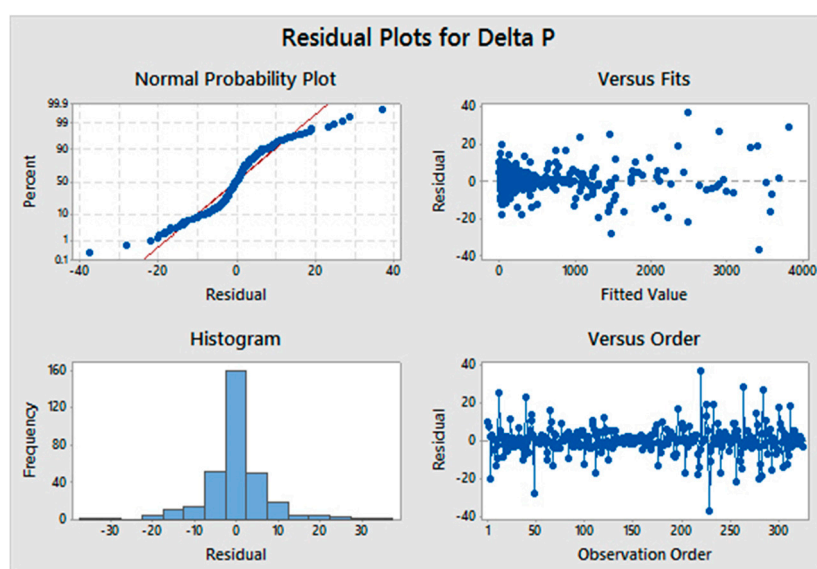 Residual Plots for Delta P
Normal Probability Plot
99.9
99
90
50
10
1
0.1
Percent
-40 -20 0 20 40
Residual
Versus Fits
40
20
0
-20
-40
Residual
0 1000 2000 3000 4000
Fitted Value
Histogram
160
120
80
40
0
Frequency
-30 -20 -10 0 10 20 30
Residual
Versus Order
40
20
0
-20
-40
Residual
1 50 100 150 200 250 300
Observation Order